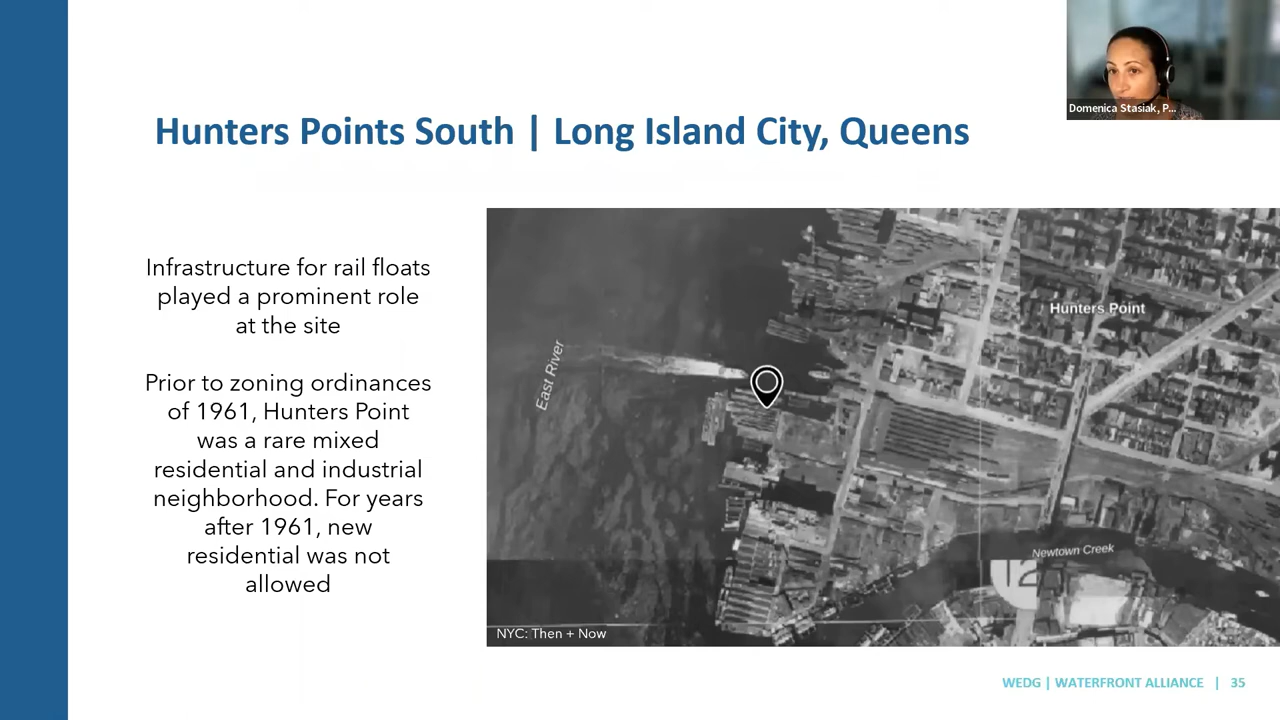 Domenica Stasiak, P...
Hunters Points South | Long Island City, Queens
Infrastructure for rail floats
played a prominent role
at the site
Prior to zoning ordinances
of 1961, Hunters Point
was a rare mixed
residential and industrial
neighborhood. For years
after 1961, new
residential was not
allowed
Hunters Point
East River
Newtown Creek
12
NYC: Then + Now
WEDG | WATERFRONT ALLIANCE | 35